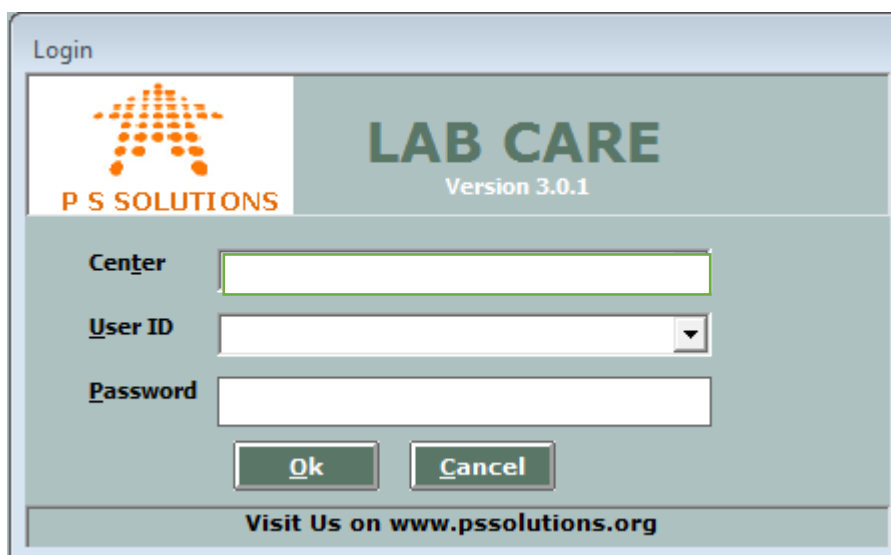 Login
P S SOLUTIONS
LAB CARE
Version 3.0.1
Center
User ID
Password
Ok
Cancel
Visit Us on www.pssolutions.org